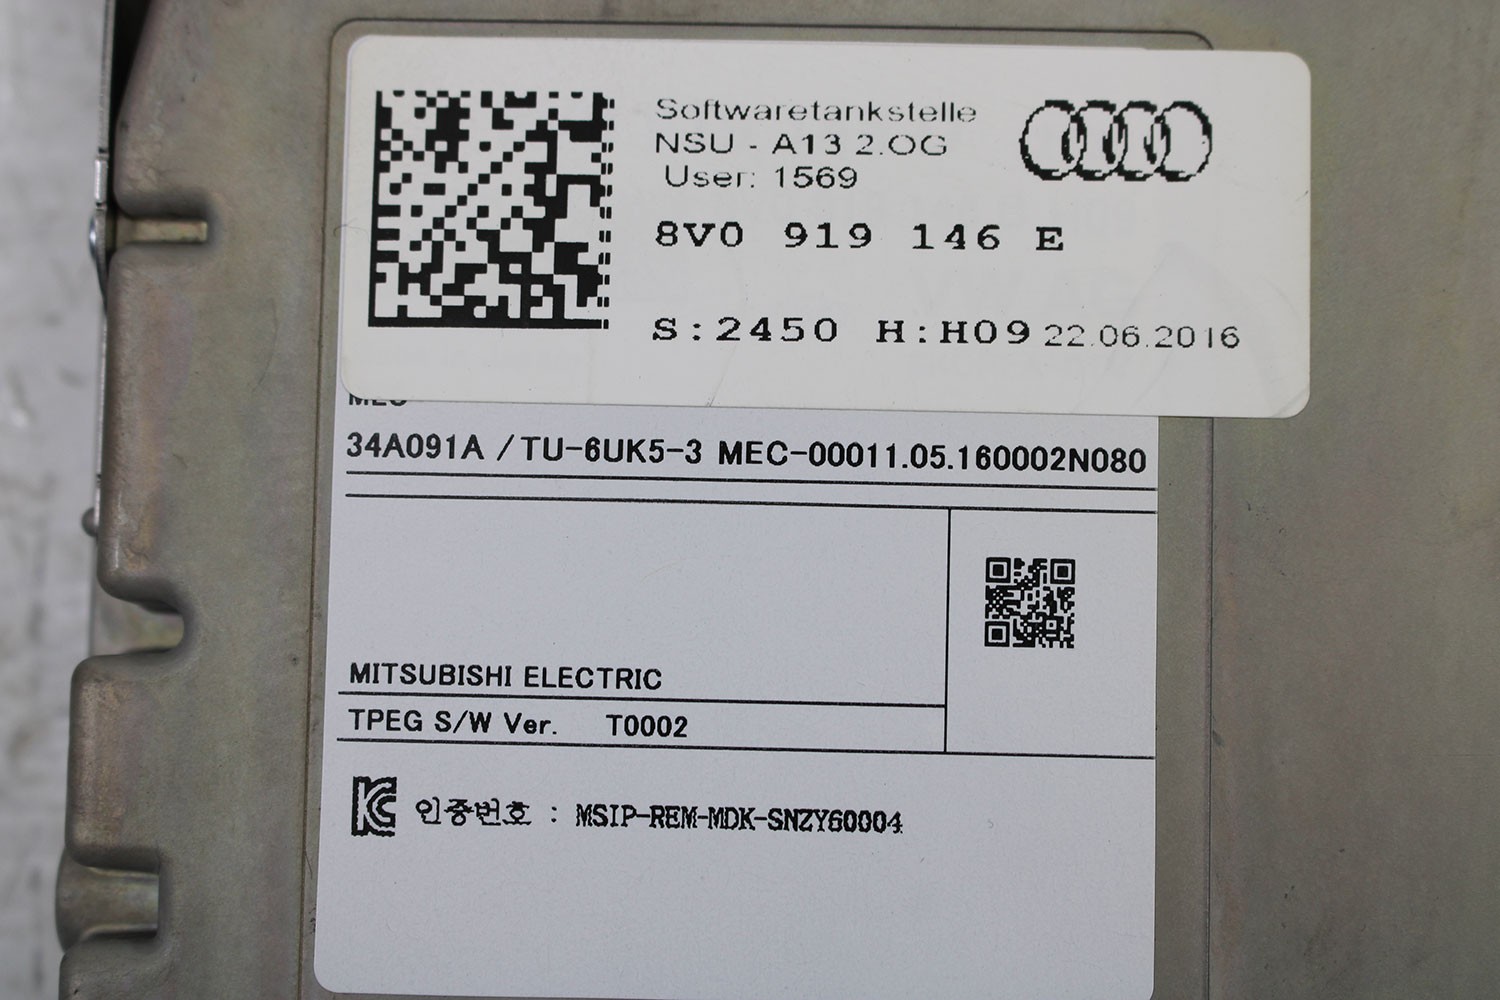 Softwaretankstelle
NSU - A13 2.OG
User: 1569
8V0 919 146 E
S:2450 H:H09 22.06.2016
34A091A /TU-6UK5-3 MEC-00011.05.160002N080
MITSUBISHI ELECTRIC
TPEG S/W Ver. T0002
인증번호 : MSIP-REM-MDK-SNZY60004